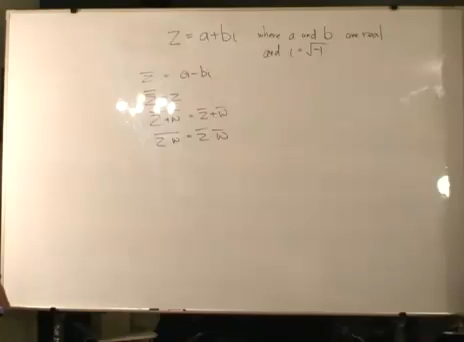 z = a+bi where a and b are real
and i = √-1
z̅ = a-bi
z̿ = z
z+w̅ = z̅+w̅
z̅w̅ = z̅ w̅